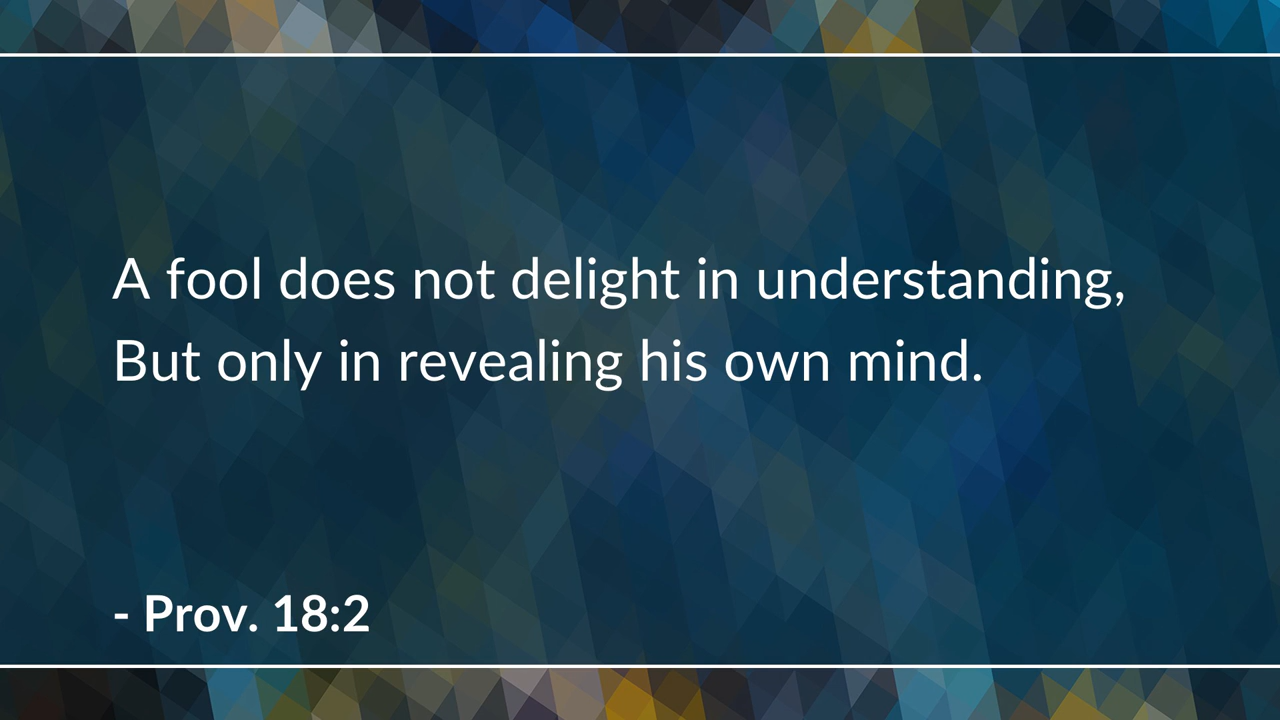 A fool does not delight in understanding,
But only in revealing his own mind.
- Prov. 18:2